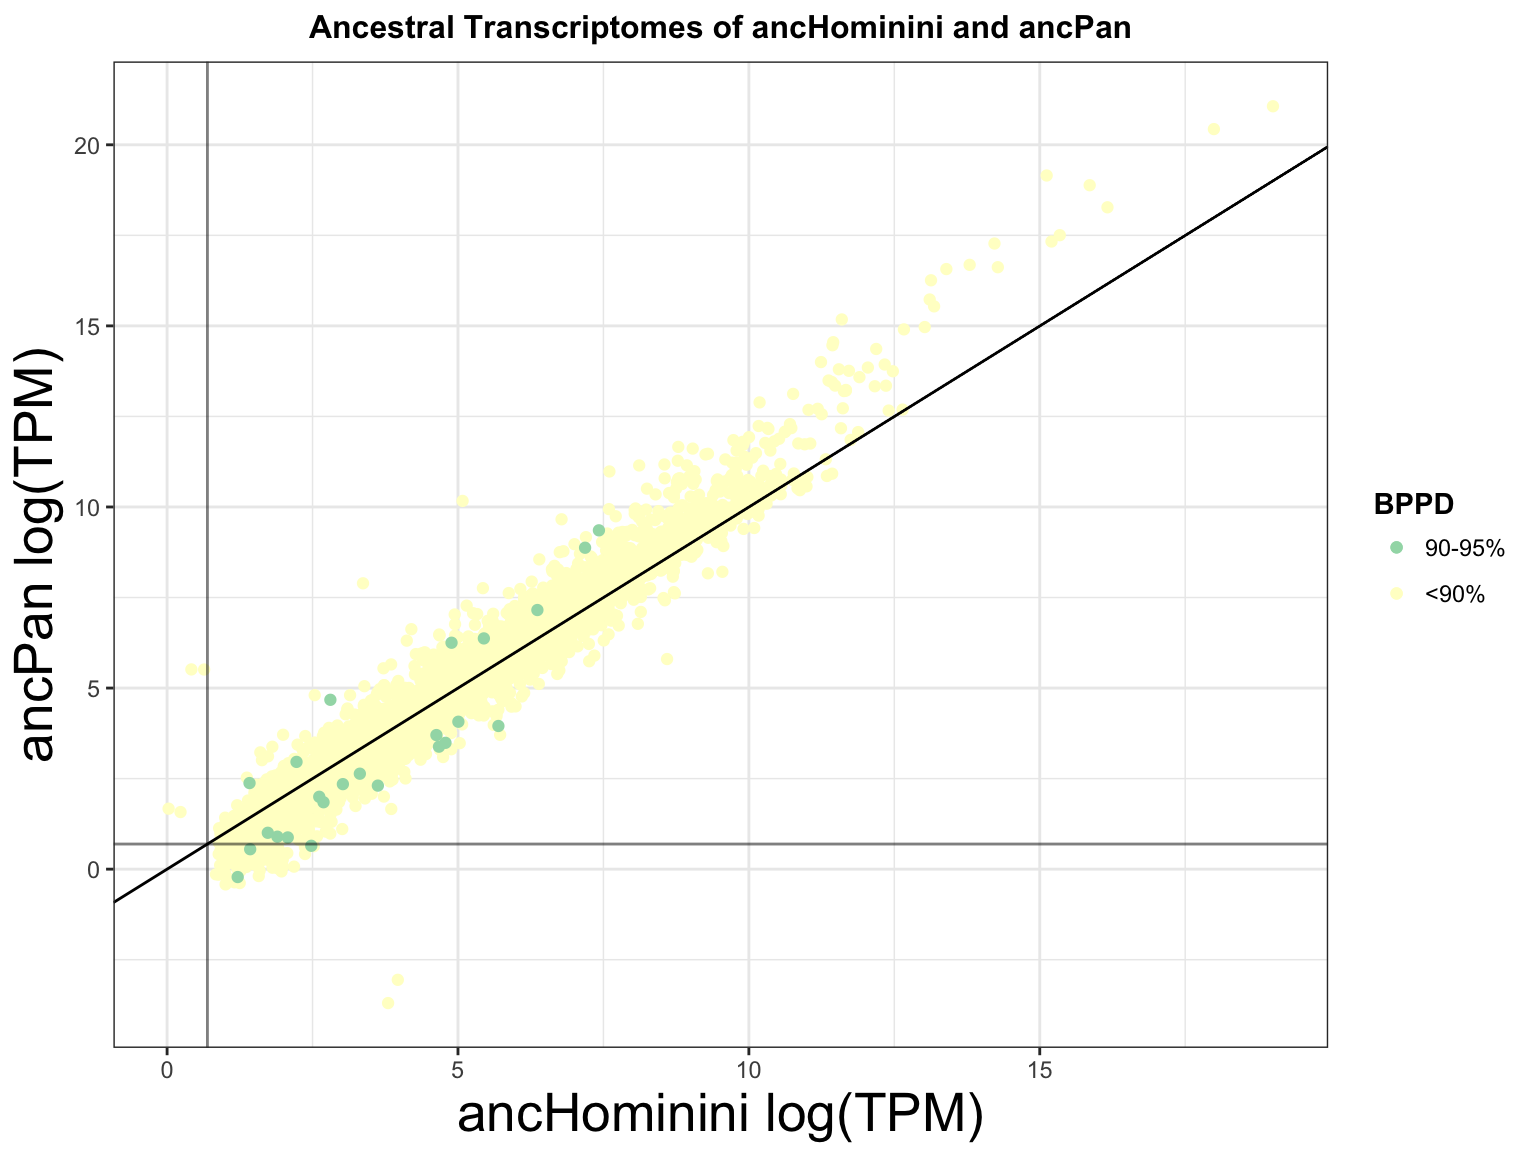 Ancestral Transcriptomes of ancHominini and ancPan
ancPan log(TPM)
20
15
10
5
0
0 5 10 15
ancHominini log(TPM)
BPPD
90-95%
<90%